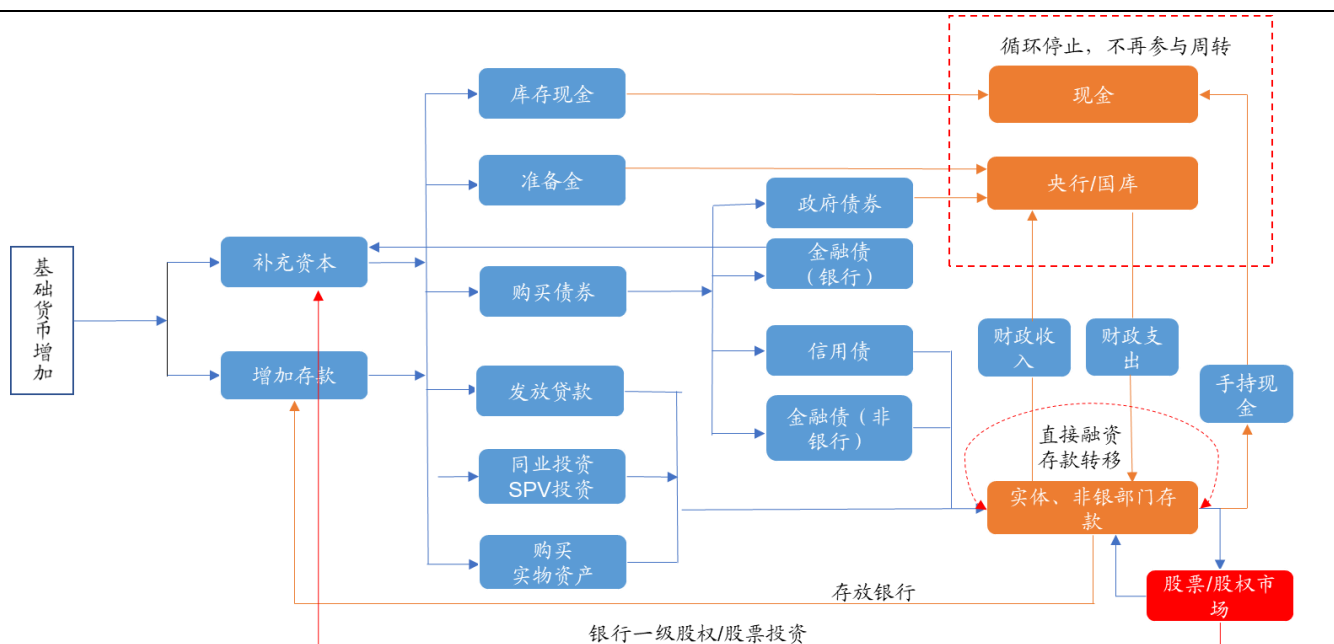 循环停止，不再参与周转
库存现金
现金
准备金
央行/国库
政府债券
基础货币增加
补充资本
金融债
（银行）
购买债券
财政收
入
财政支
出
信用债
增加存款
发放贷款
手持现
金
金融债（非
银行）
直接融资
存款转移
同业投资
SPV投资
实体、非银部门存
款
购买
实物资产
股票/股权市
场
存放银行
银行一级股权/股票投资